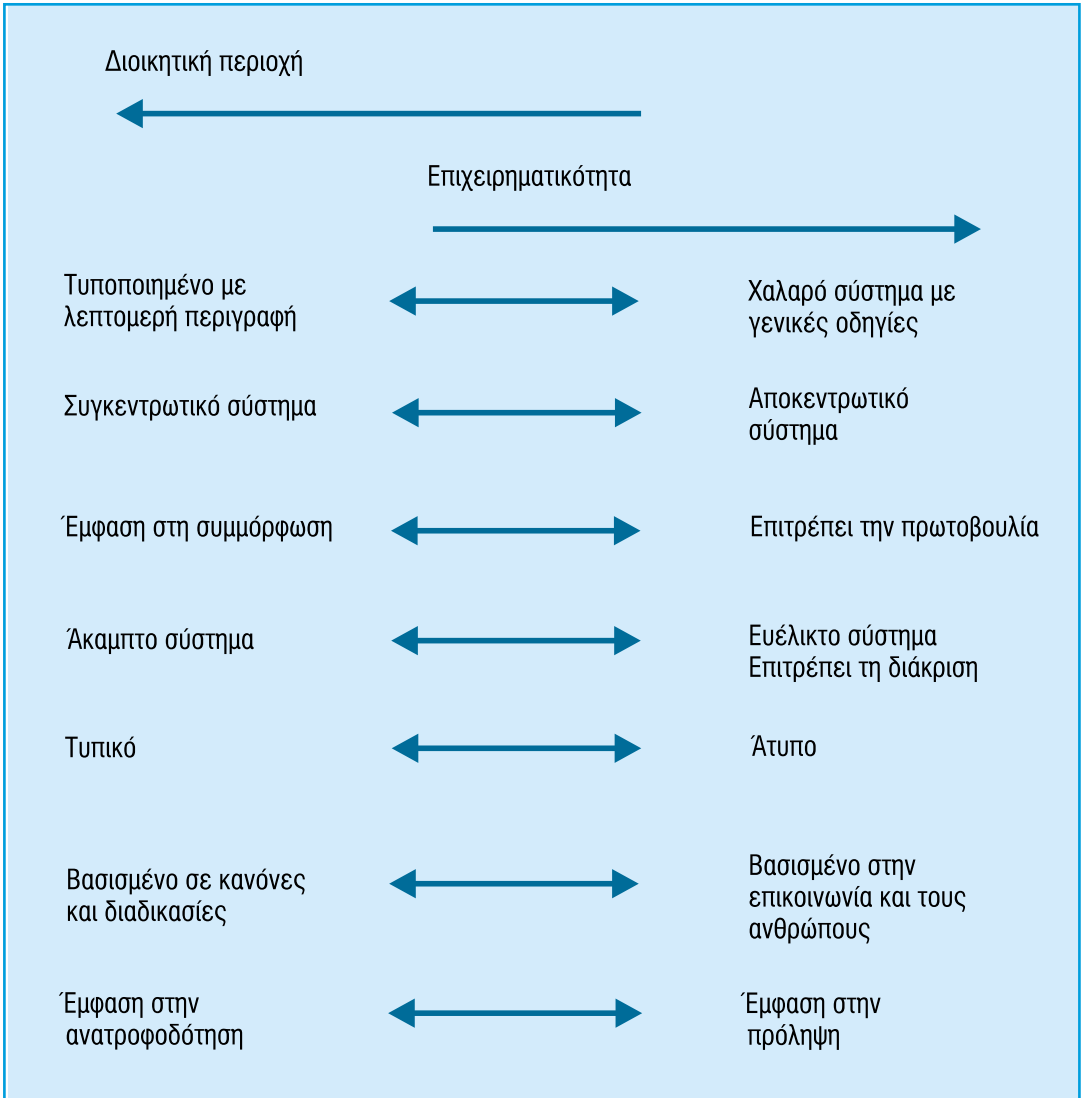 Διοικητική περιοχή
Επιχειρηματικότητα
Τυποποιημένο με
λεπτομερή περιγραφή
Χαλαρό σύστημα με
γενικές οδηγίες
Συγκεντρωτικό σύστημα
Αποκεντρωτικό
σύστημα
Έμφαση στη συμμόρφωση
Επιτρέπει την πρωτοβουλία
Άκαμπτο σύστημα
Ευέλικτο σύστημα
Επιτρέπει τη διάκριση
Τυπικό
Άτυπο
Βασισμένο σε κανόνες
και διαδικασίες
Βασισμένο στην
επικοινωνία και τους
ανθρώπους
Έμφαση στην
ανατροφοδότηση
Έμφαση στην
πρόληψη